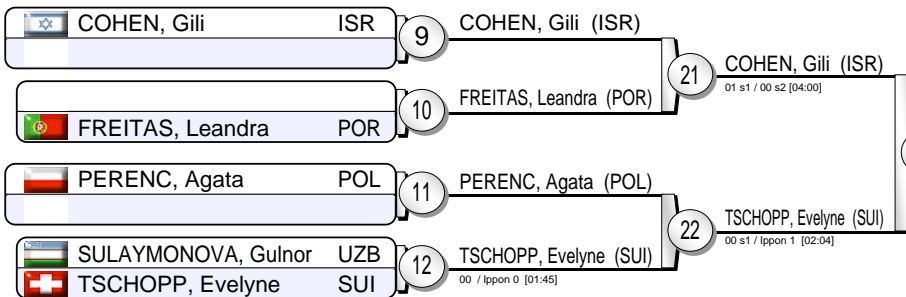 COHEN, Gili ISR
9
COHEN, Gili (ISR)
21
COHEN, Gili (ISR)
01 s1 / 00 s2 [04:00]
10
FREITAS, Leandra (POR)
FREITAS, Leandra POR
PERENC, Agata POL
11
PERENC, Agata (POL)
22
TSCHOPP, Evelyne (SUI)
00 s1 / Ippon 1 [02:04]
SULAYMONOVA, Gulnor UZB
12
TSCHOPP, Evelyne (SUI)
00 / Ippon 0 [01:45]
TSCHOPP, Evelyne SUI